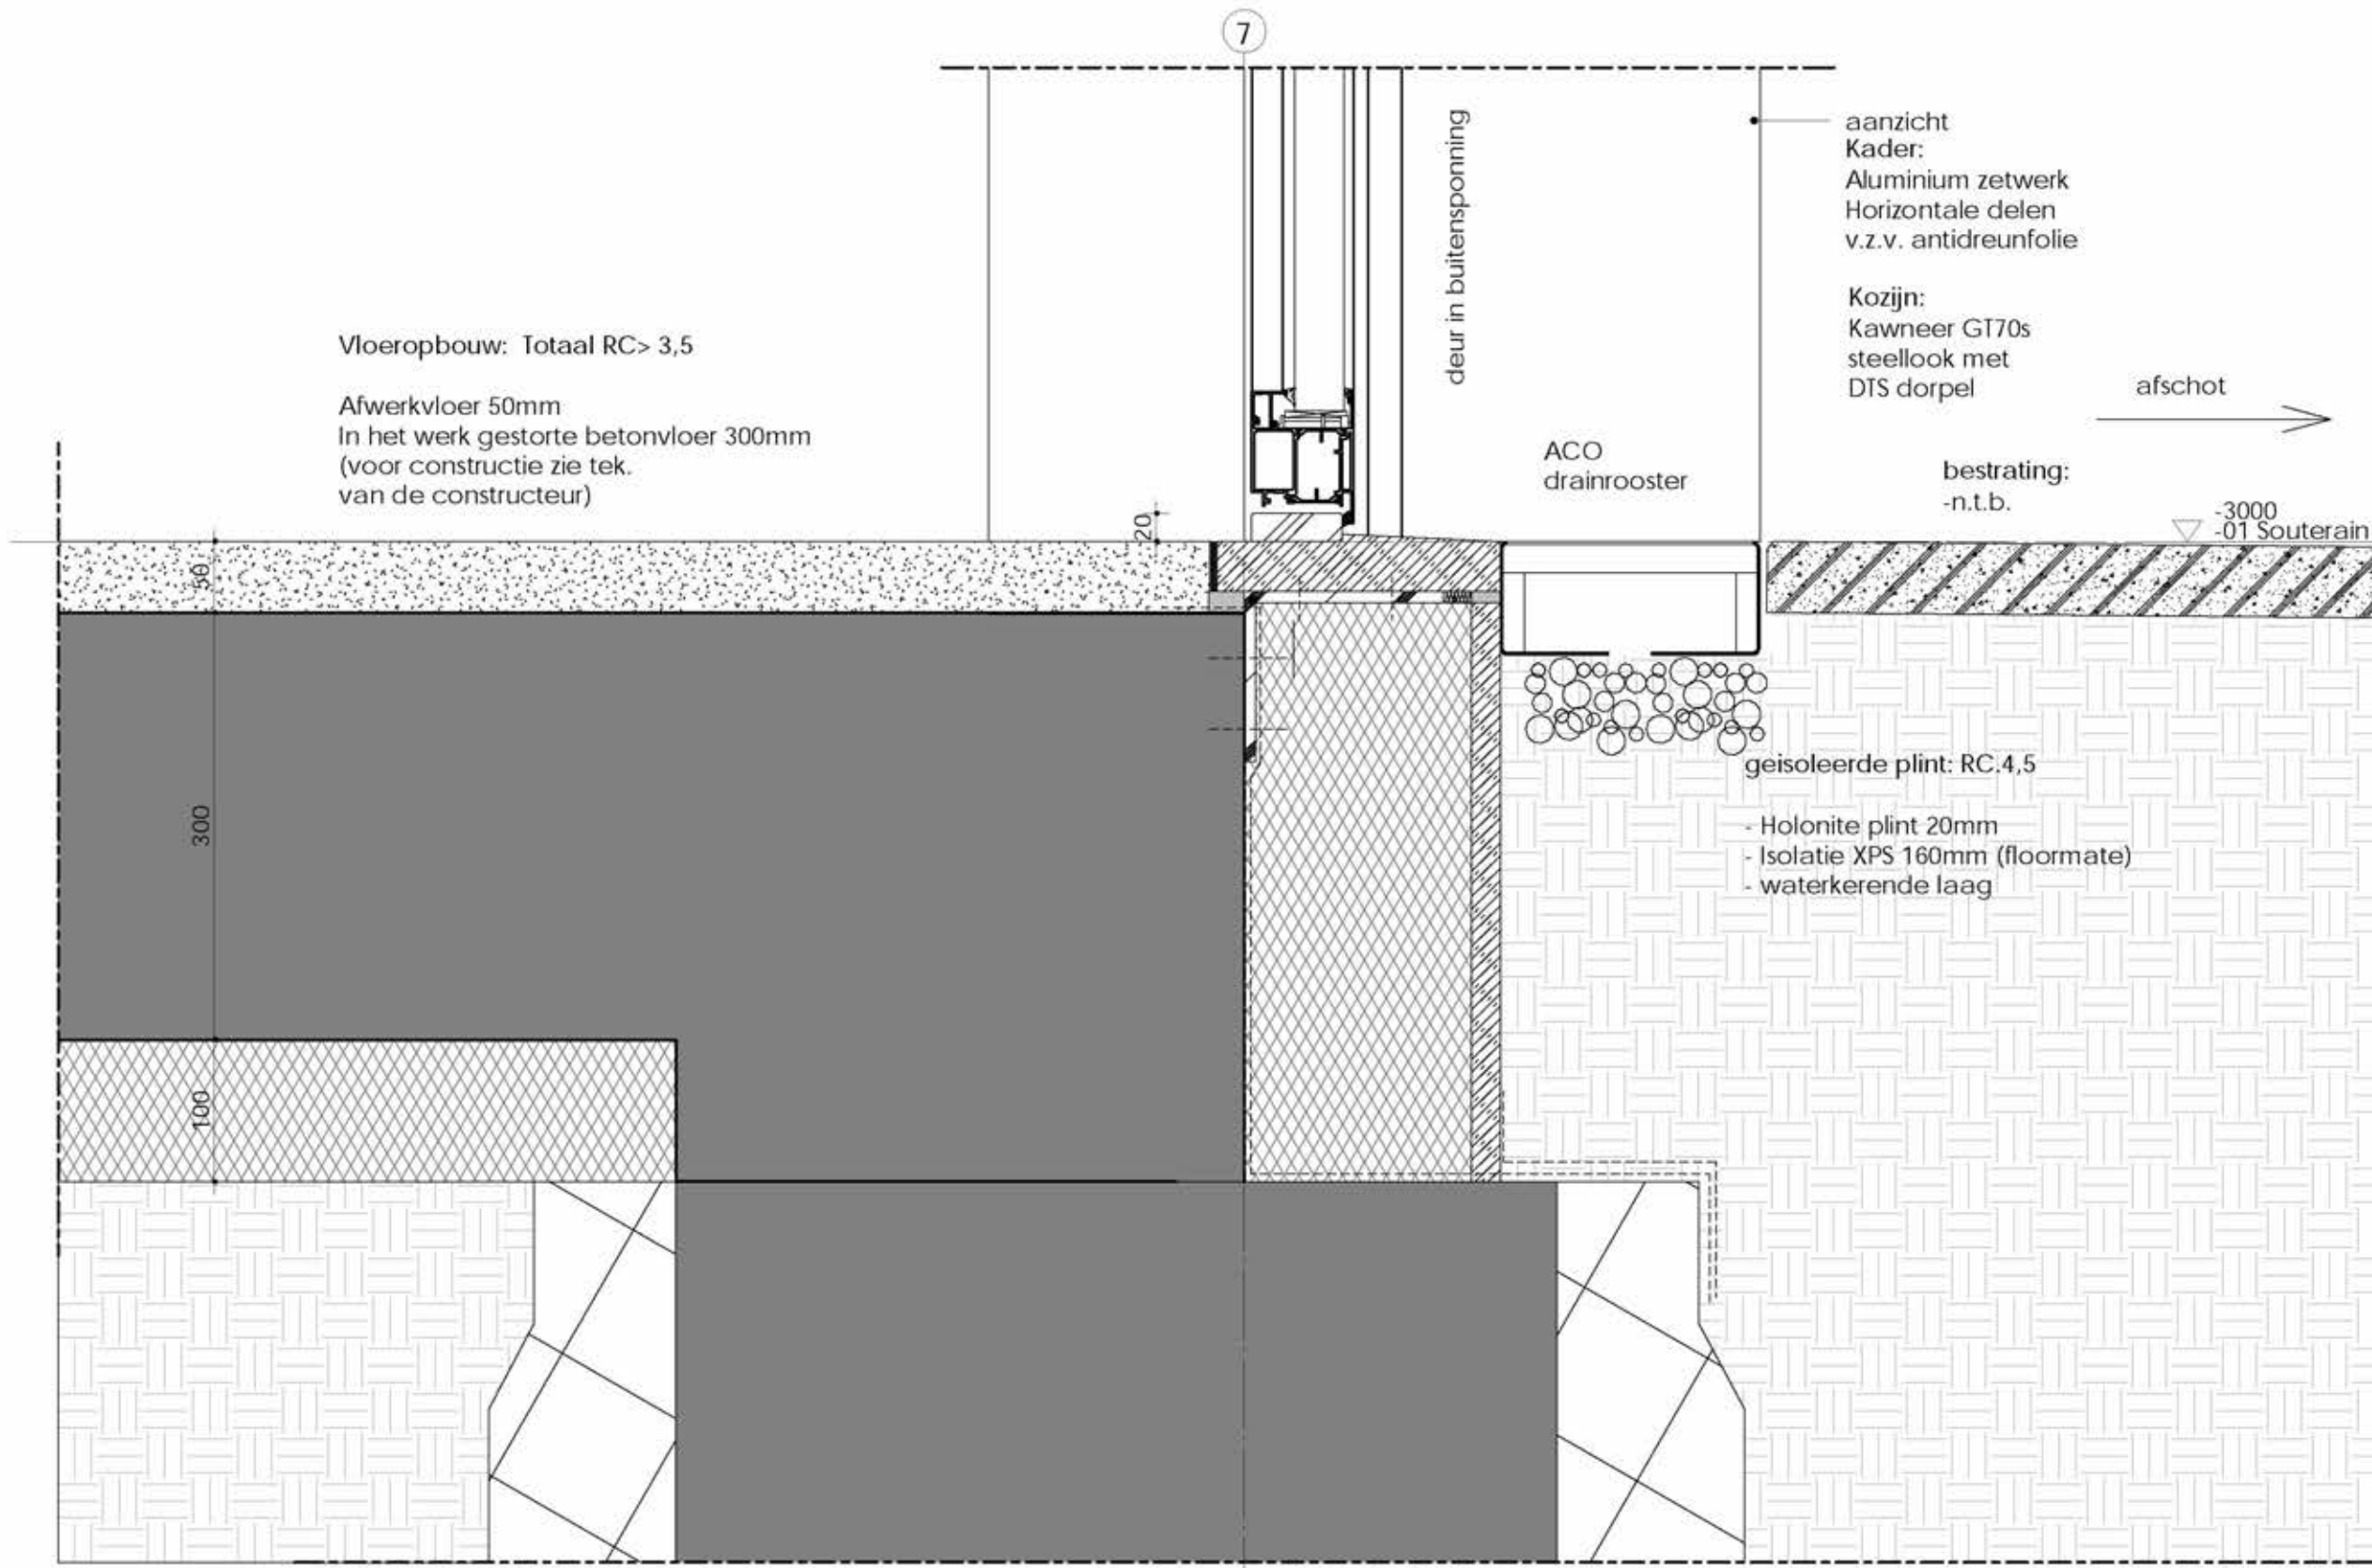 7
aanzicht
Kader:
Aluminium zetwerk
Horizontale delen
v.z.v. antidreunfolie
Kozijn:
Kawneer GT70s
steellook met
DTS dorpel
afschot
deur in buitensponning
Vloeropbouw: Totaal RC> 3,5
Afwerkvloer 50mm
In het werk gestorte betonvloer 300mm
(voor constructie zie tek.
van de constructeur)
ACO
drainrooster
bestrating:
-n.t.b.
-3000
-01 Souterain
20
50
300
100
geisoleerde plint: RC.4,5
- Holonite plint 20mm
- Isolatie XPS 160mm (floormate)
- waterkerende laag